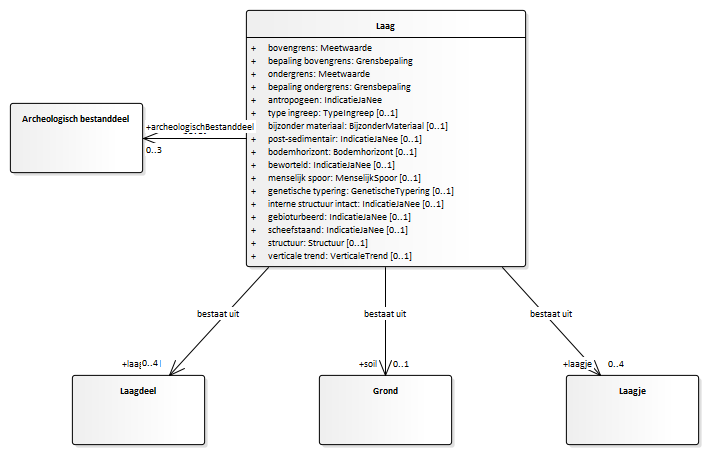 Laag
+ bovengrens: Meetwaarde
+ bepaling bovengrens: Grensbepaling
+ ondergrens: Meetwaarde
+ bepaling ondergrens: Grensbepaling
+ antropogeen: IndicatieJaNee
+ type ingreep: TypeIngreep [0..1]
+ bijzonder materiaal: BijzonderMateriaal [0..1]
+ post-sedimentair: IndicatieJaNee [0..1]
+ bodemhorizont: Bodemhorizont [0..1]
+ beworteld: IndicatieJaNee [0..1]
+ menselijk spoor: MenselijkSpoor [0..1]
+ genetische typering: GenetischeTypering [0..1]
+ interne structuur intact: IndicatieJaNee [0..1]
+ gebioturbeerd: IndicatieJaNee [0..1]
+ scheefstaand: IndicatieJaNee [0..1]
+ structuur: Structuur [0..1]
+ verticale trend: VerticaleTrend [0..1]
Archeologisch bestanddeel
+archeologischBestanddeel
0..3
bestaat uit
bestaat uit
bestaat uit
0..4
+soil
0..1
+laagje
0..4
Laagdeel
Grond
Laagje